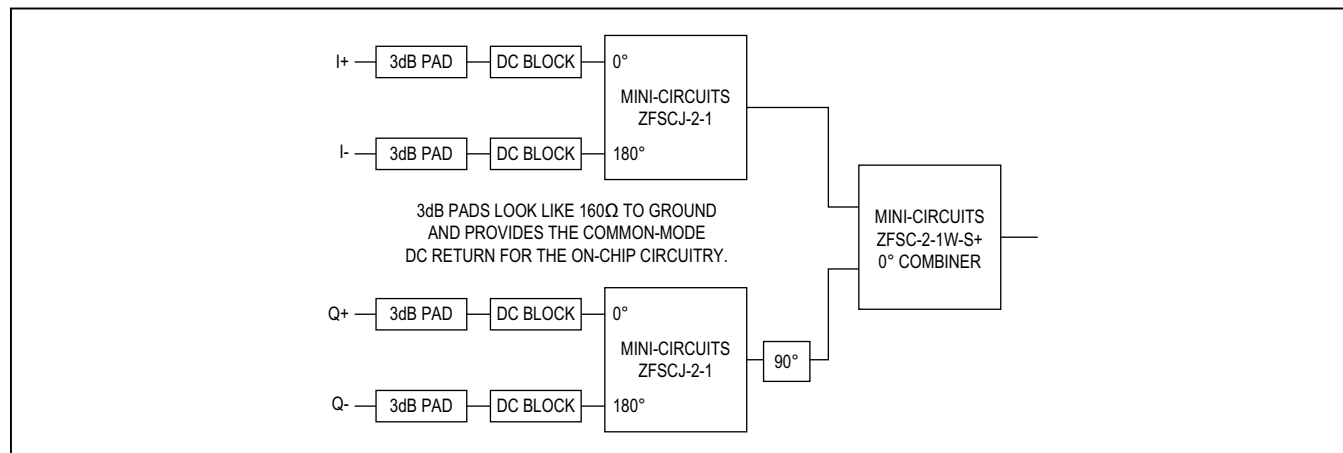 I+
3dB PAD
DC BLOCK
0°
MINI-CIRCUITS
ZFSCJ-2-1
I-
3dB PAD
DC BLOCK
180°
3dB PADS LOOK LIKE 160Ω TO GROUND
AND PROVIDES THE COMMON-MODE
DC RETURN FOR THE ON-CHIP CIRCUITRY.
MINI-CIRCUITS
ZFSC-2-1W-S+
0° COMBINER
Q+
3dB PAD
DC BLOCK
0°
MINI-CIRCUITS
ZFSCJ-2-1
90°
Q-
3dB PAD
DC BLOCK
180°